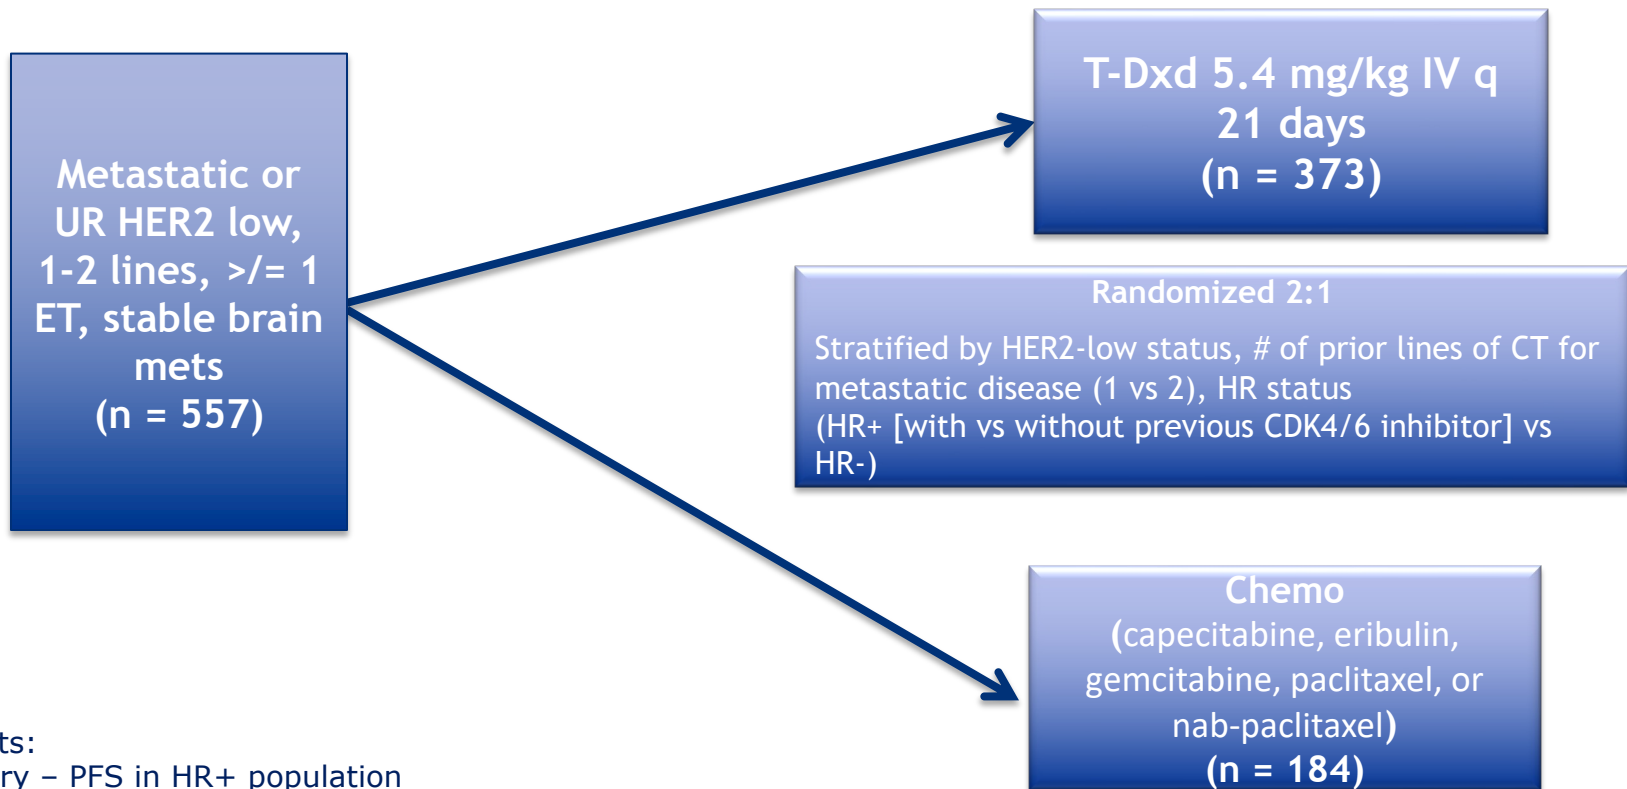 Metastatic or
UR HER2 low,
1-2 lines, >/= 1
ET, stable brain
mets
(n = 557)
T-Dxd 5.4 mg/kg IV q
21 days
(n = 373)
Randomized 2:1
Stratified by HER2-low status, # of prior lines of CT for
metastatic disease (1 vs 2), HR status
(HR+ [with vs without previous CDK4/6 inhibitor] vs
HR-)
Chemo
(capecitabine, eribulin,
gemcitabine, paclitaxel, or
nab-paclitaxel)
(n = 184)
ts:
ry – PFS in HR+ population